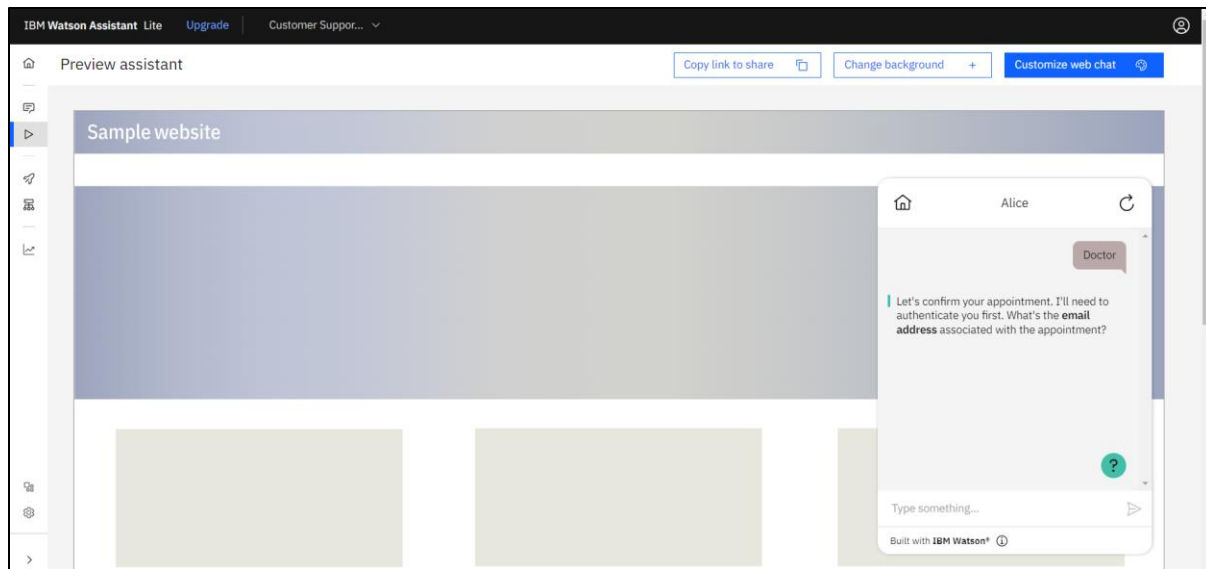 IBM Watson Assistant Lite Upgrade Customer Suppor...
Preview assistant
Copy link to share
Change background +
Customize web chat
Sample website
Alice
Doctor
Let's confirm your appointment. I'll need to
authenticate you first. What's the email
address associated with the appointment?
?
Type something...
Built with IBM Watson®